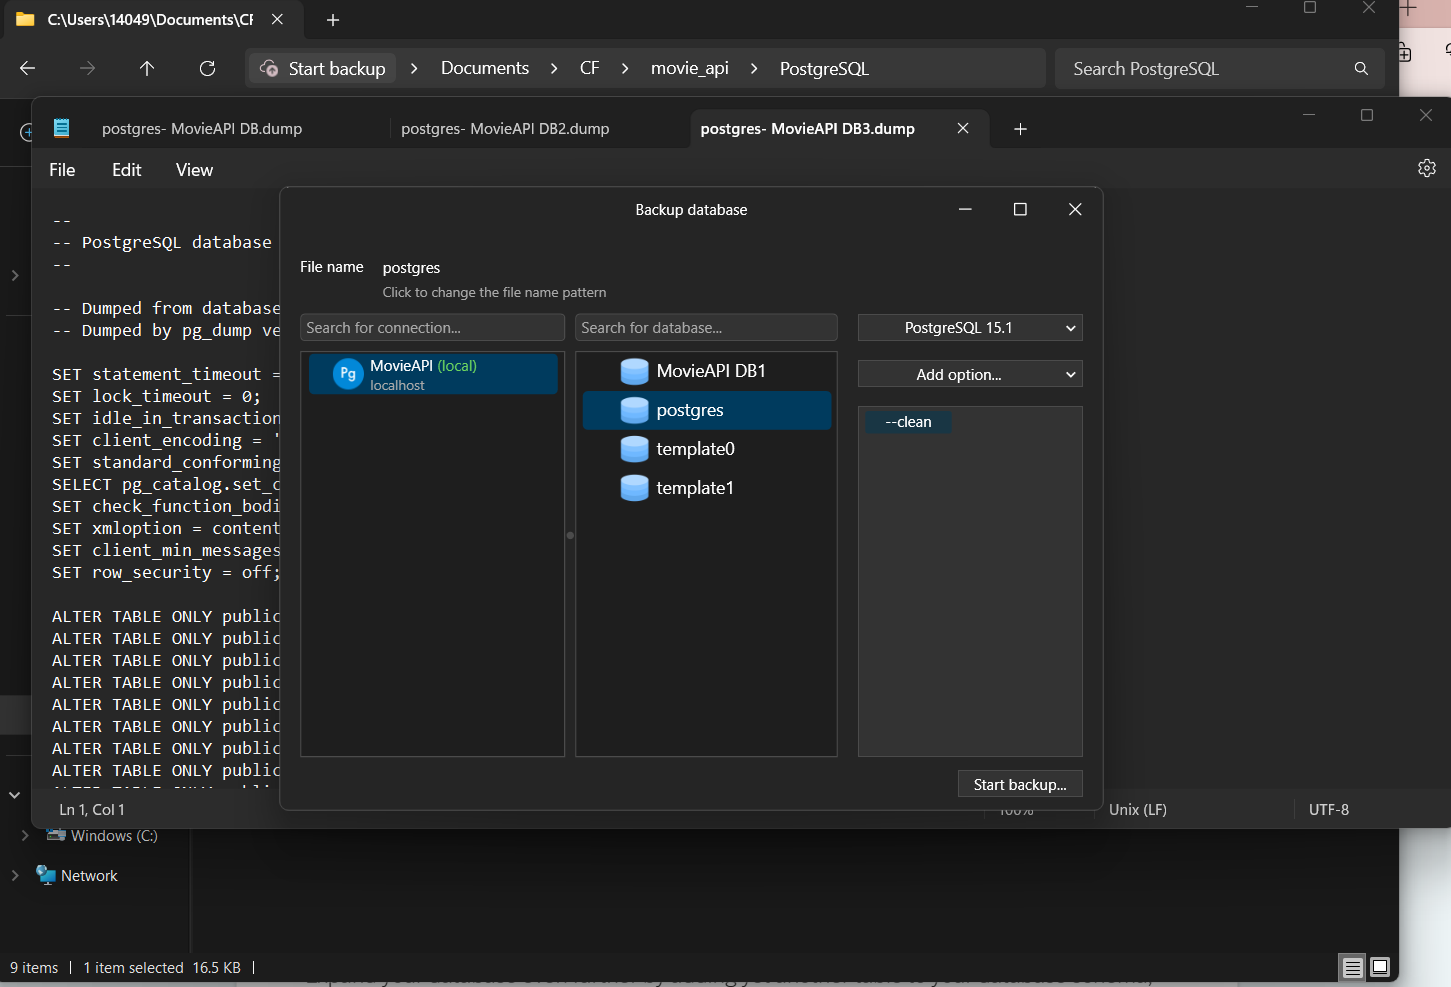 C:\Users\14049\Documents\CF
Start backup
Documents
CF
movie_api
PostgreSQL
Search PostgreSQL
postgres- MovieAPI DB.dump
postgres- MovieAPI DB2.dump
postgres- MovieAPI DB3.dump
File
Edit
View
--
-- PostgreSQL database
--
-- Dumped from database
-- Dumped by pg_dump ve
SET statement_timeout =
SET lock_timeout = 0;
SET idle_in_transaction
SET client_encoding = '
SET standard_conforming
SELECT pg_catalog.set_c
SET check_function_bodi
SET xmloption = content
SET client_min_messages
SET row_security = off;
ALTER TABLE ONLY public
ALTER TABLE ONLY public
ALTER TABLE ONLY public
ALTER TABLE ONLY public
ALTER TABLE ONLY public
ALTER TABLE ONLY public
ALTER TABLE ONLY public
ALTER TABLE ONLY public
Backup database
File name
postgres
Click to change the file name pattern
Search for connection...
Search for database...
PostgreSQL 15.1
Pg
MovieAPI (local)
localhost
MovieAPI DB1
postgres
template0
template1
Add option...
--clean
Start backup...
Ln 1, Col 1
100%
Unix (LF)
UTF-8
Windows (C:)
Network
9 items
1 item selected 16.5 KB